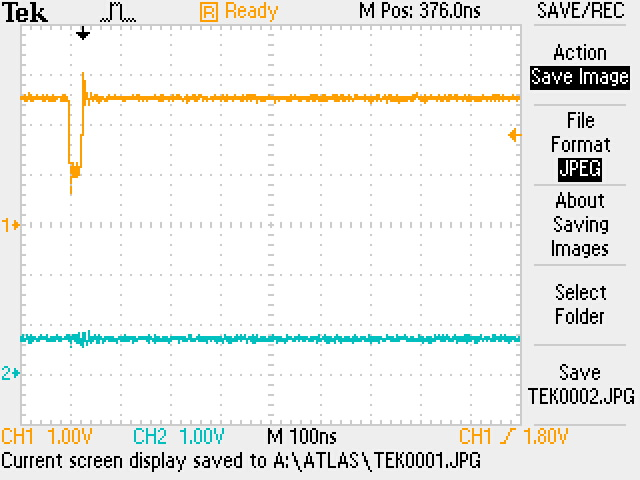 Tek R Ready M Pos: 376.0ns SAVE/REC
Action
Save Image
File
Format
JPEG
About
Saving
Images
Select
Folder
Save
TEK0002.JPG
1
2
CH1 1.00V CH2 1.00V M 100ns CH1 1.80V
Current screen display saved to A:\ATLAS\TEK0001.JPG